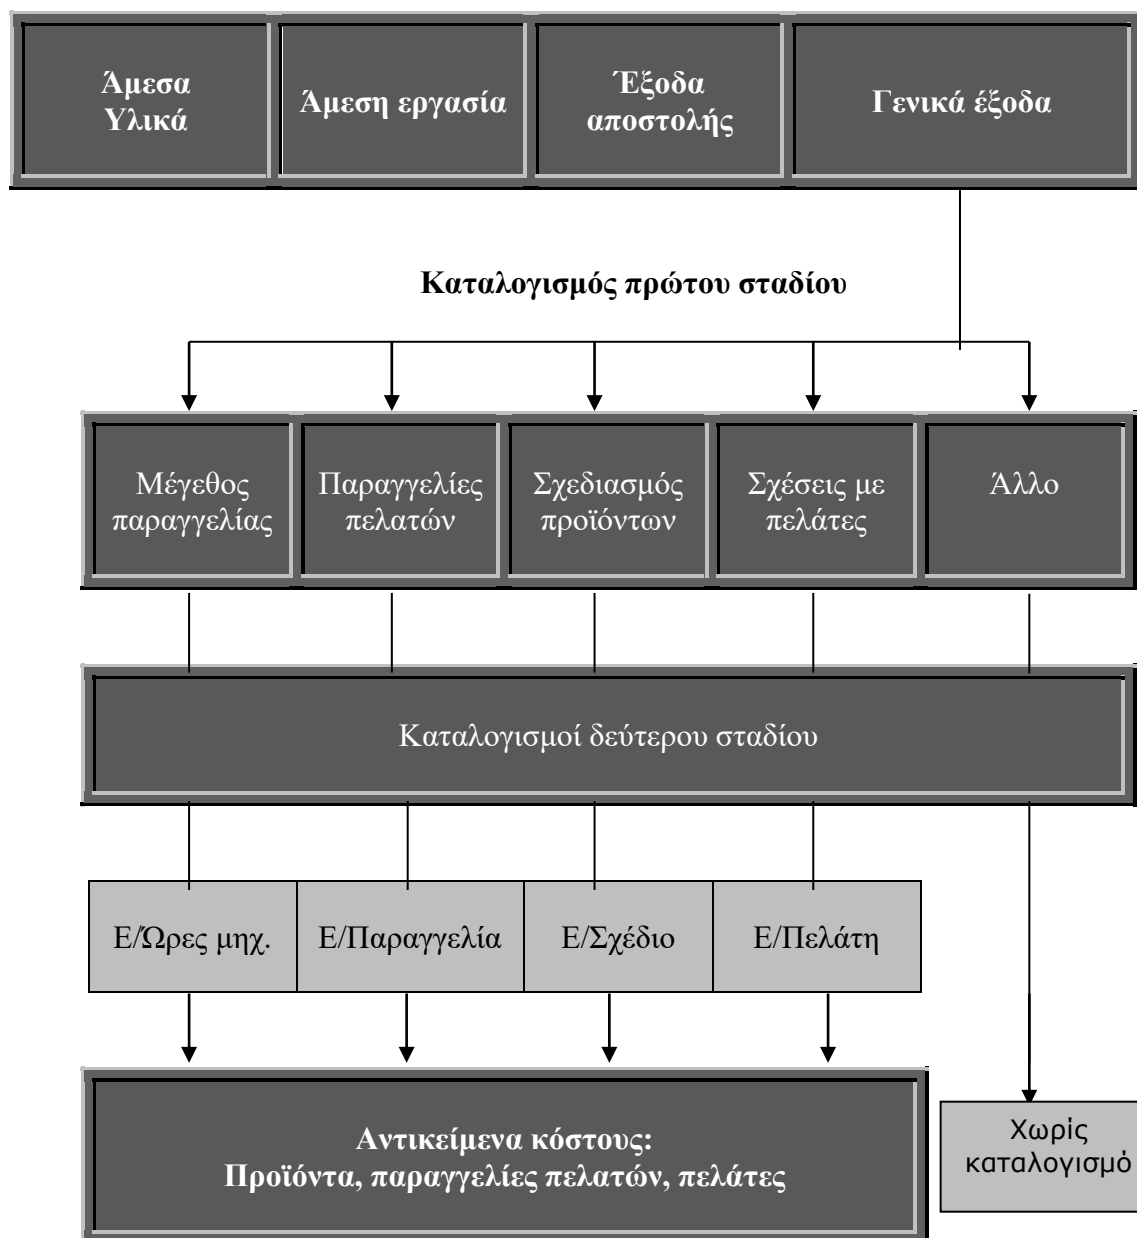 Άμεσα
Υλικά
Άμεση εργασία
Έξοδα
αποστολής
Γενικά έξοδα
Καταλογισμός πρώτου σταδίου
Μέγεθος
παραγγελίας
Παραγγελίες
πελατών
Σχεδιασμός
προϊόντων
Σχέσεις με
πελάτες
Άλλο
Καταλογισμοί δεύτερου σταδίου
Ε/Ώρες μηχ.
Ε/Παραγγελία
Ε/Σχέδιο
Ε/Πελάτη
Αντικείμενα κόστους:
Προϊόντα, παραγγελίες πελατών, πελάτες
Χωρίς
καταλογισμό